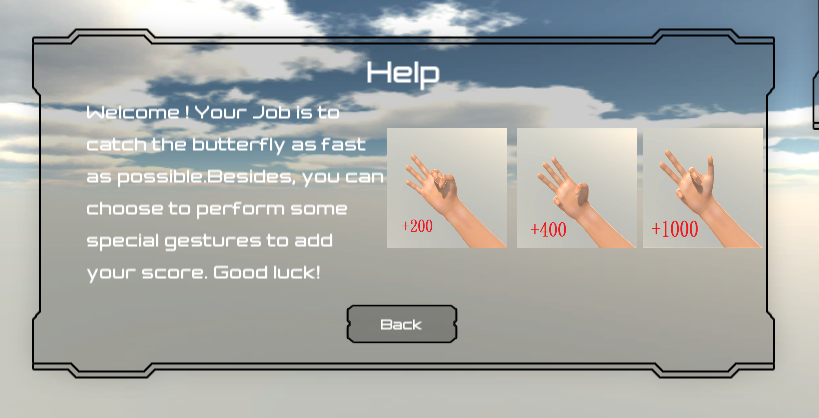 Help
Welcome ! Your Job is to
catch the butterfly as fast
as possible.Besides, you can
choose to perform some
special gestures to add
your score. Good luck!
+200
+400
+1000
Back